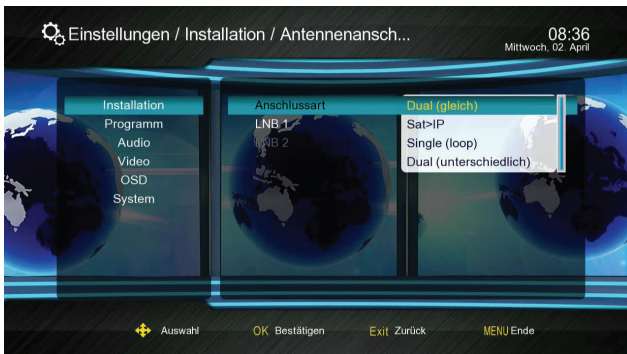 Einstellungen / Installation / Antennenansch...
08:36
Mittwoch, 02. April
Installation
Programm
Audio
Video
OSD
System
Anschlussart
LNB 1
LNB 2
Dual (gleich)
Sat>IP
Single (loop)
Dual (unterschiedlich)
Auswahl
OK Bestätigen
Exit Zurück
MENU Ende